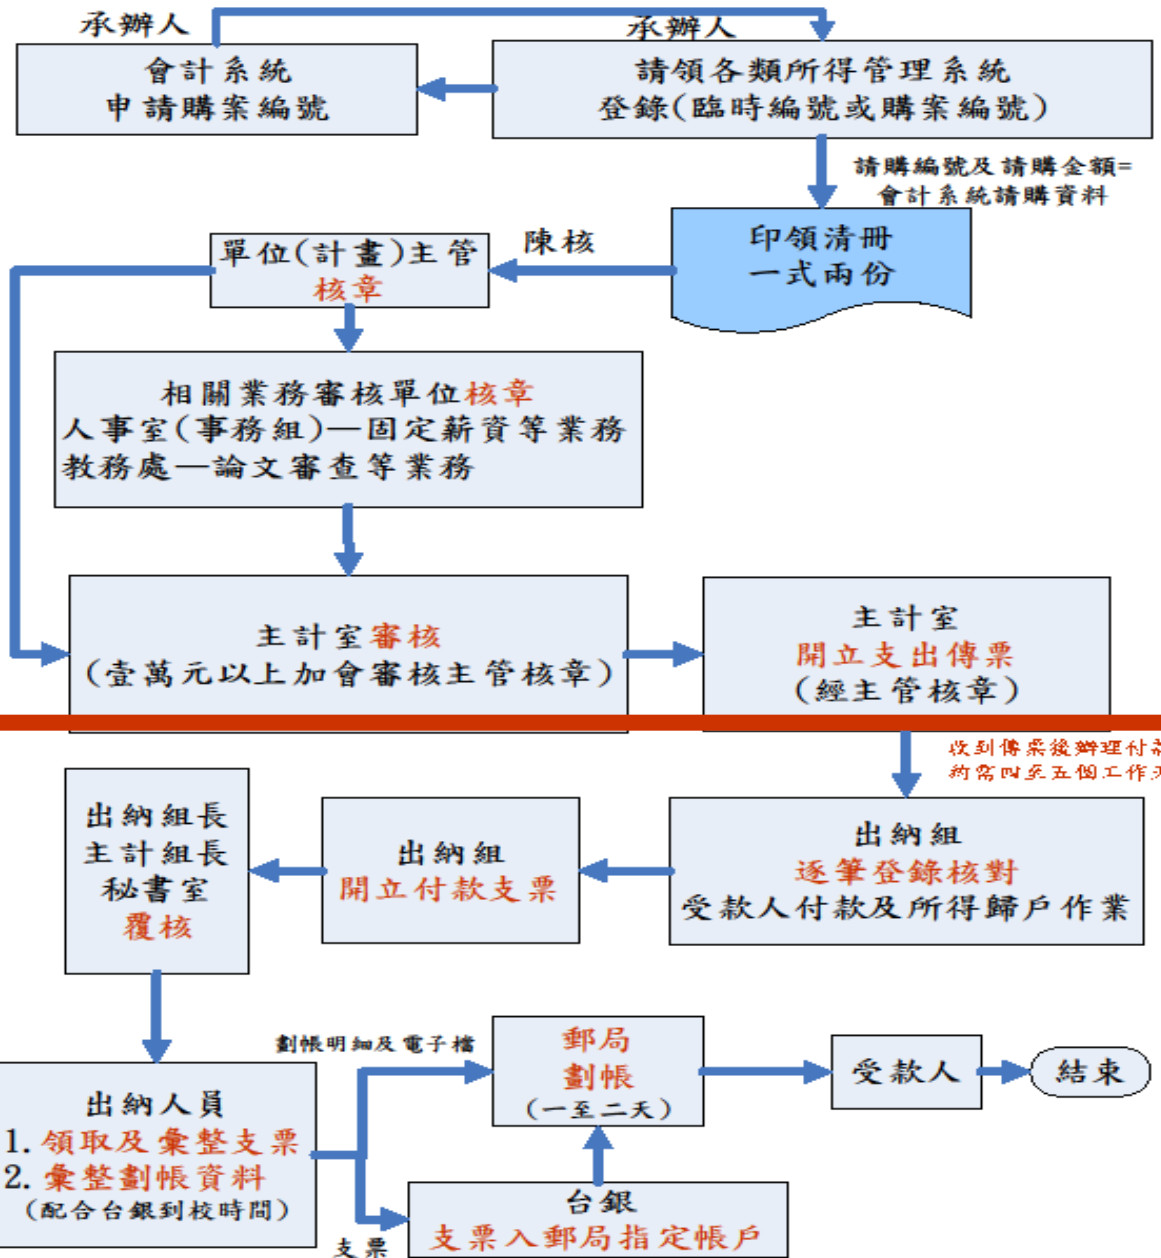 承辦人
承辦人
會計系統
申請購案編號
請領各類所得管理系統
登錄(臨時編號或購案編號)
請購編號及請購金額=
會計系統請購資料
印領清冊
一式兩份
陳核
單位(計畫)主管
核章
相關業務審核單位核章
人事室(事務組)—固定薪資等業務
教務處—論文審查等業務
主計室審核
(壹萬元以上加會審核主管核章)
主計室
開立支出傳票
(經主管核章)
收到傳票後辦理付
約需四至五個工作
出納組
逐筆登錄核對
受款人付款及所得歸戶作業
出納組
開立付款支票
出納組長
主計組長
秘書室
覆核
出納人員
1. 領取及彙整支票
2. 彙整劃帳資料
(配合台銀到校時間)
劃帳明細及電子檔
支票
郵局
劃帳
(一至二天)
台銀
支票入郵局指定帳戶
受款人
結束